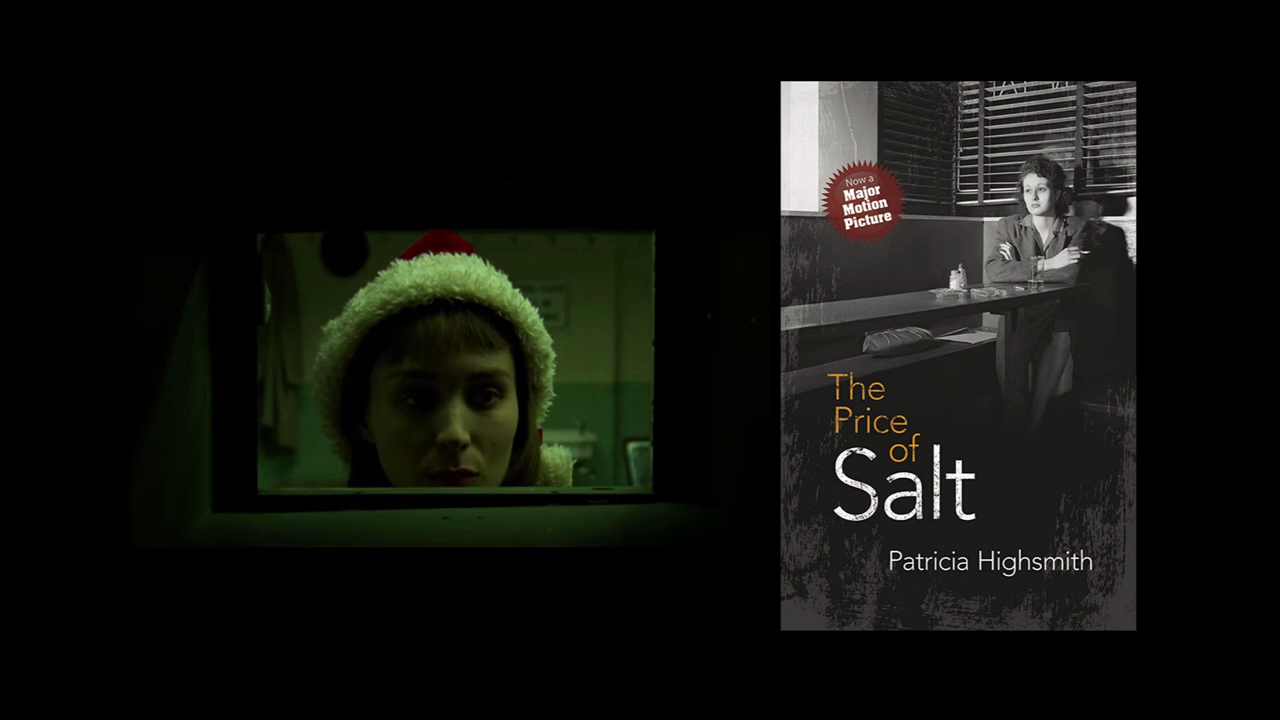 Now a
Major
Motion
Picture
The
Price
of
Salt
Patricia Highsmith